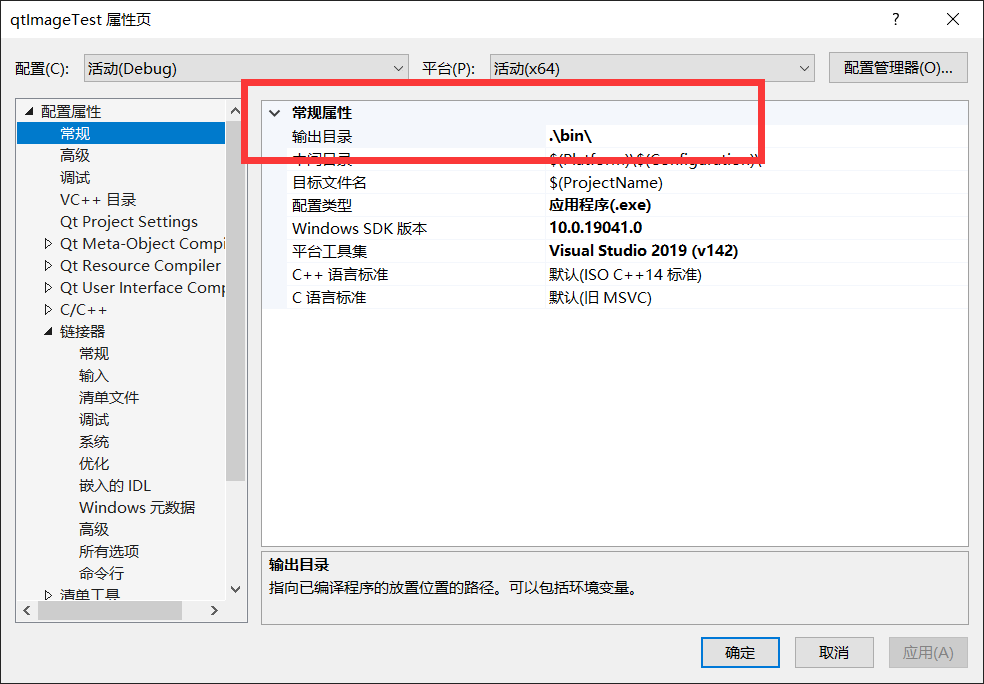 qtImageTest 属性页
配置(C): 活动(Debug) 平台(P): 活动(x64) 配置管理器(O)...
配置属性
常规
高级
调试
VC++ 目录
Qt Project Settings
Qt Meta-Object Compi
Qt Resource Compiler
Qt User Interface Comp
C/C++
链接器
常规
输入
清单文件
调试
系统
优化
嵌入的 IDL
Windows 元数据
高级
所有选项
命令行
清单工具
常规属性
输出目录 .\bin\
中间目录 $(Platform)\$(Configuration)\
目标文件名 $(ProjectName)
配置类型 应用程序(.exe)
Windows SDK 版本 10.0.19041.0
平台工具集 Visual Studio 2019 (v142)
C++ 语言标准 默认(ISO C++14 标准)
C 语言标准 默认(旧 MSVC)
输出目录
指向已编译程序的放置位置的路径。可以包括环境变量。
确定 取消 应用(A)